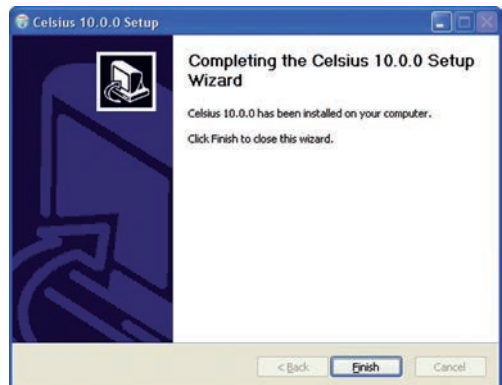 Celsius 10.0.0 Setup
Completing the Celsius 10.0.0 Setup
Wizard
Celsius 10.0.0 has been installed on your computer.
Click Finish to close this wizard.
< Back
Finish
Cancel